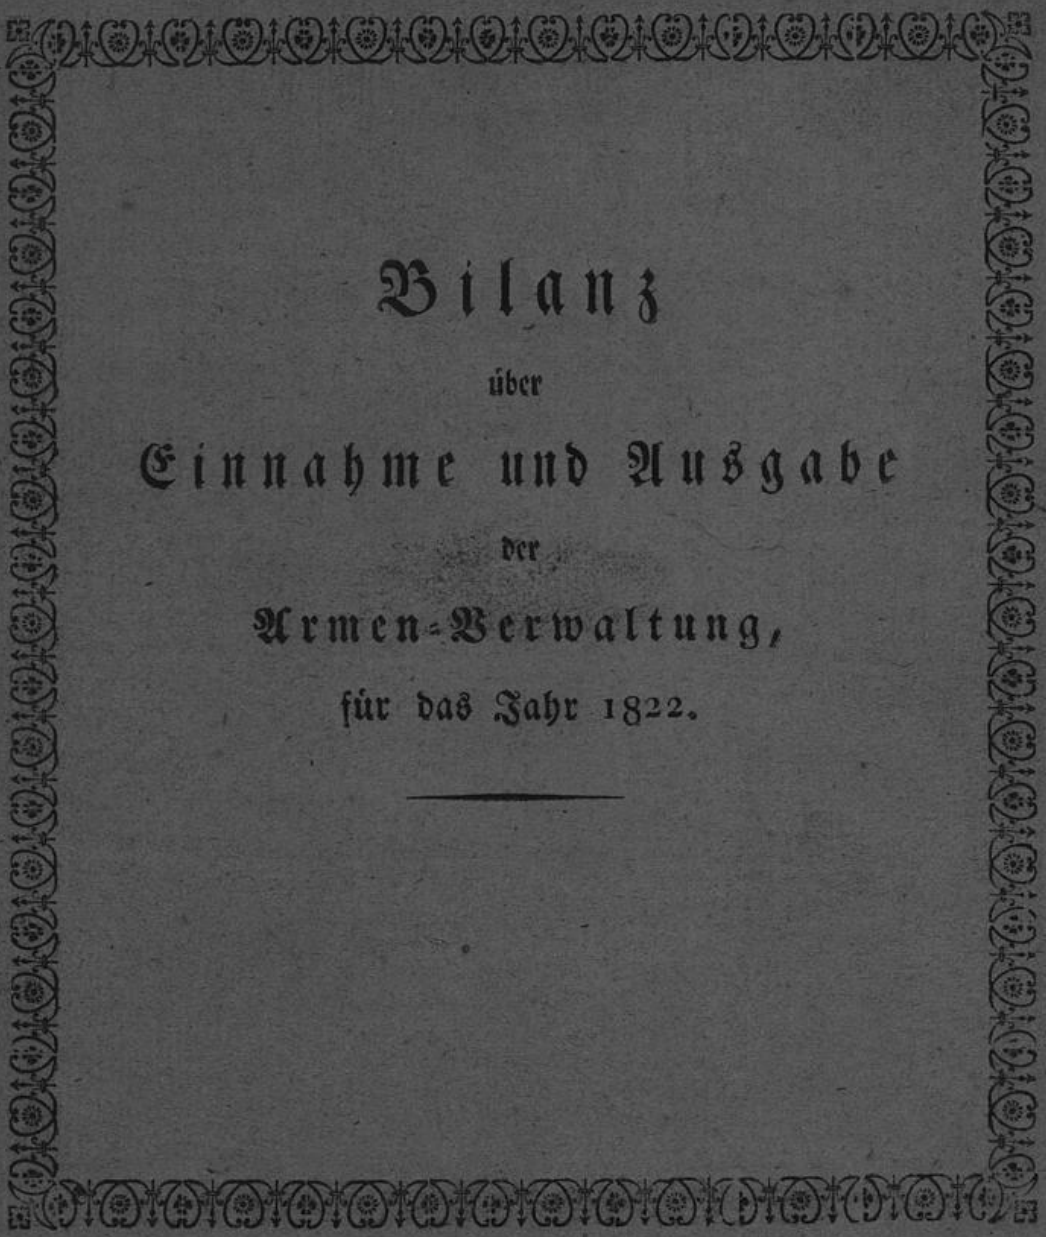 Bilanz
über
Einnahme und Ausgabe
der
Armen-Verwaltung,
für das Jahr 1822.